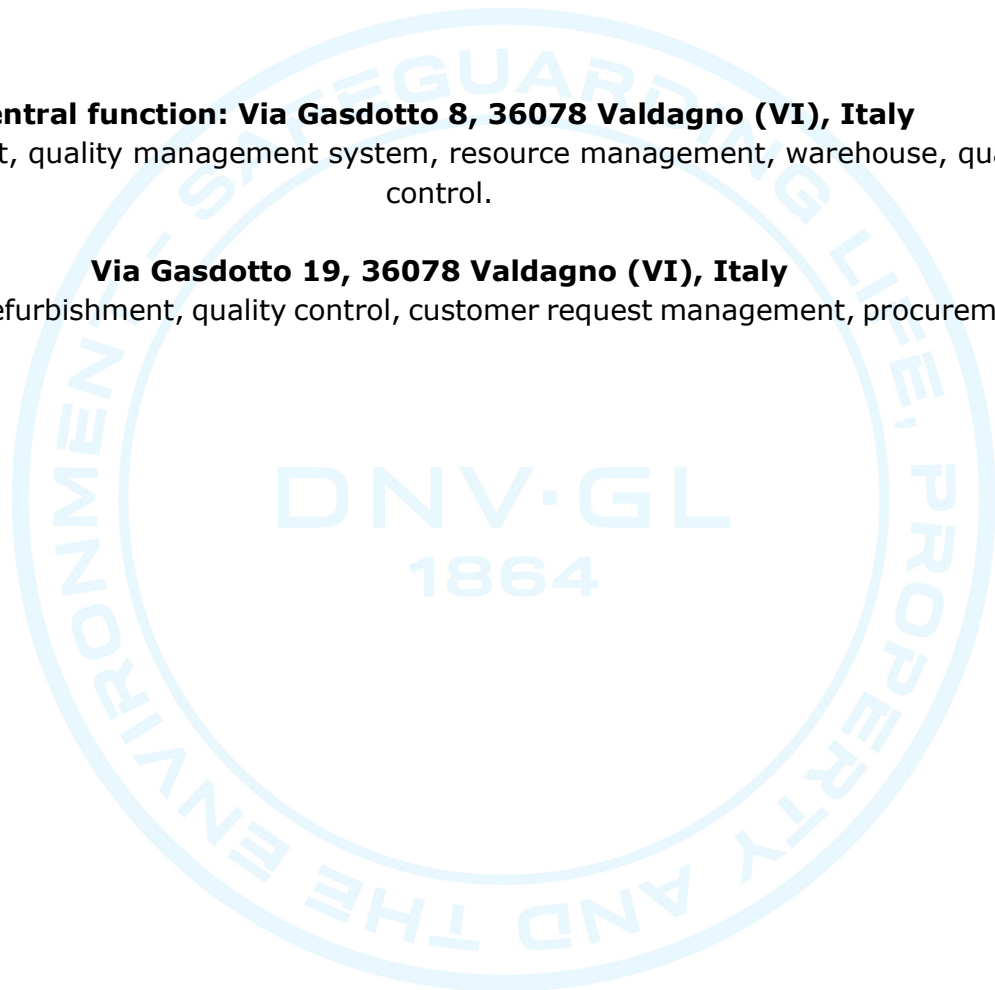 entral function: Via Gasdotto 8, 36078 Valdagno (VI), Italy
t, quality management system, resource management, warehouse, qua
control.
Via Gasdotto 19, 36078 Valdagno (VI), Italy
efurbishment, quality control, customer request management, procurem
SAFEGUARDING LIFE, PROPERTY AND THE ENVIRONMENT
DNV·GL
1864